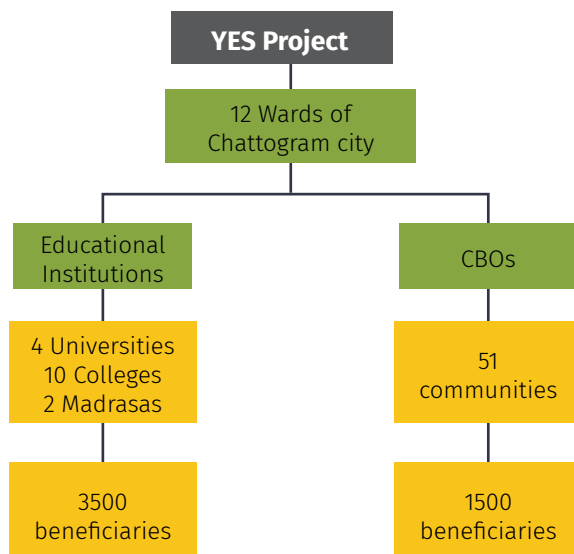 YES Project
12 Wards of
Chattogram city
Educational
Institutions
CBOs
4 Universities
10 Colleges
2 Madrasas
51
communities
3500
beneficiaries
1500
beneficiaries